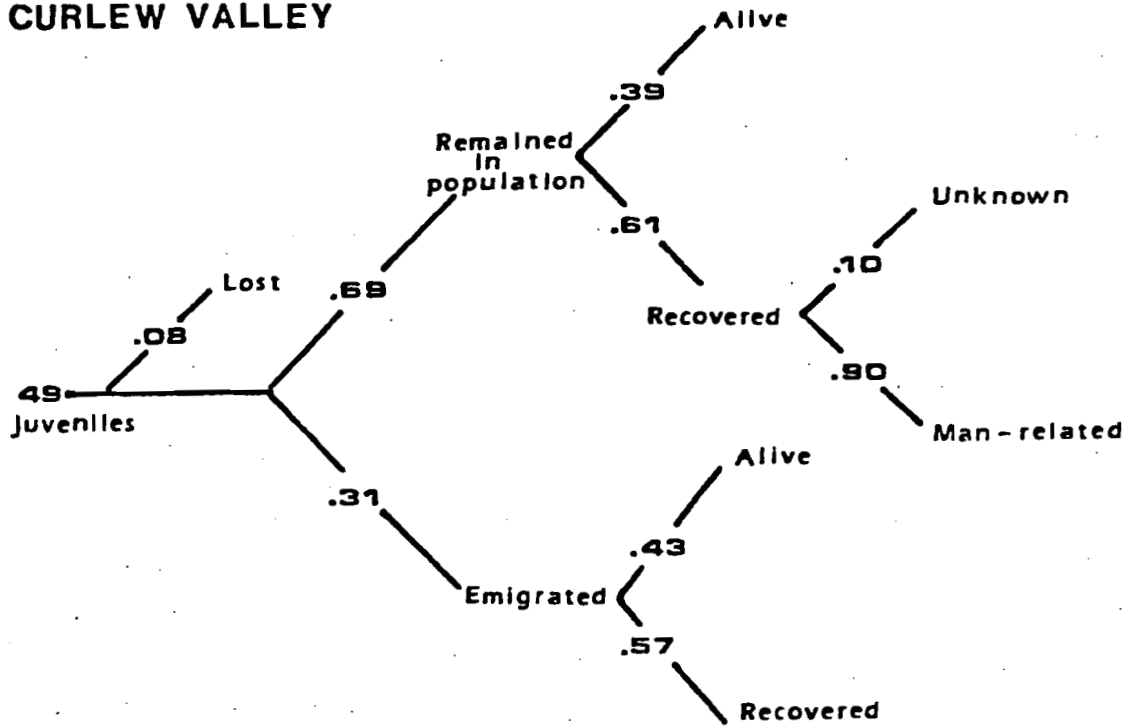 CURLEW VALLEY
Alive
.39
Remained
in
population
.61
Unknown
.10
Recovered
.90
Man-related
Lost
.08
.69
49
Juveniles
.31
Alive
.43
Emigrated
.57
Recovered